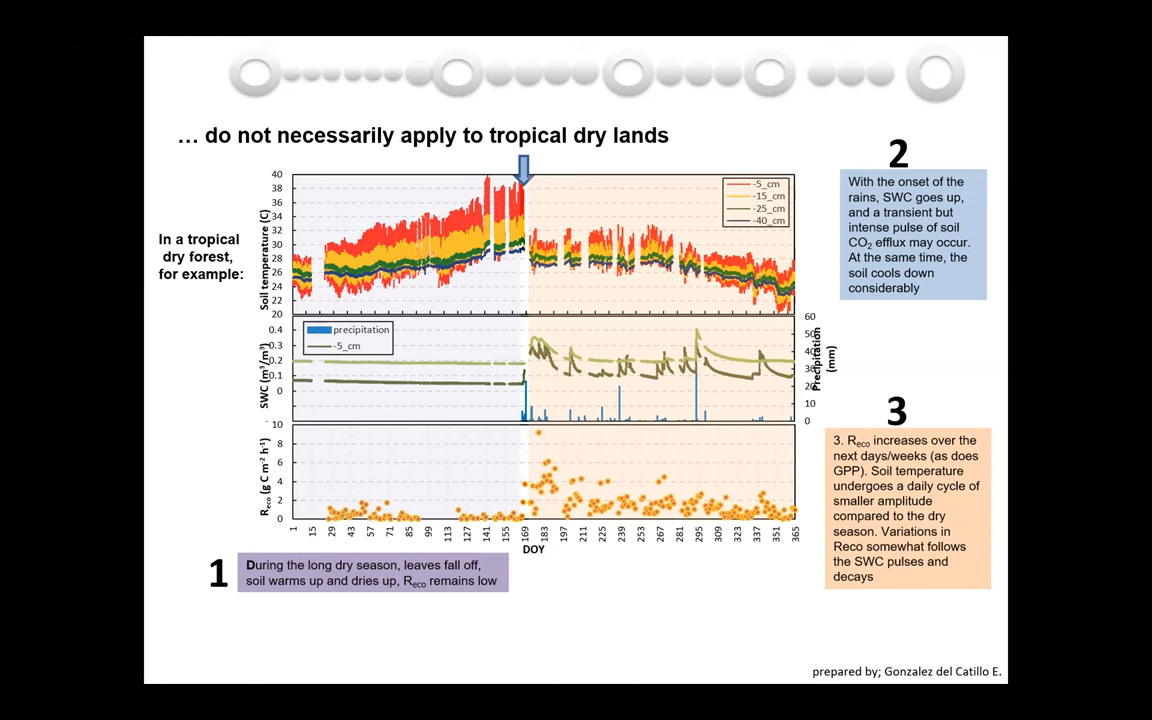 … do not necessarily apply to tropical dry lands
In a tropical
dry forest,
for example:
Soil temperature (C)
40
38
36
34
32
30
28
26
24
22
20
-5_cm
-15_cm
-25_cm
-40_cm
SWC (m³/m³)
0.4
0.3
0.2
0.1
0
precipitation
-5_cm
60
50
40
30
20
10
0
Precipitation
(mm)
Reco (g C m-2 h-1)
10
8
6
4
2
0
1 15 29 43 57 71 85 99 113 127 141 155 169 183 197 211 225 239 253 267 281 295 309 323 337 351 365
DOY
1
During the long dry season, leaves fall off,
soil warms up and dries up, Reco remains low
2
With the onset of the
rains, SWC goes up,
and a transient but
intense pulse of soil
CO2 efflux may occur.
At the same time, the
soil cools down
considerably
3
3. Reco increases over the
next days/weeks (as does
GPP). Soil temperature
undergoes a daily cycle of
smaller amplitude
compared to the dry
season. Variations in
Reco somewhat follows
the SWC pulses and
decays
prepared by; Gonzalez del Catillo E.